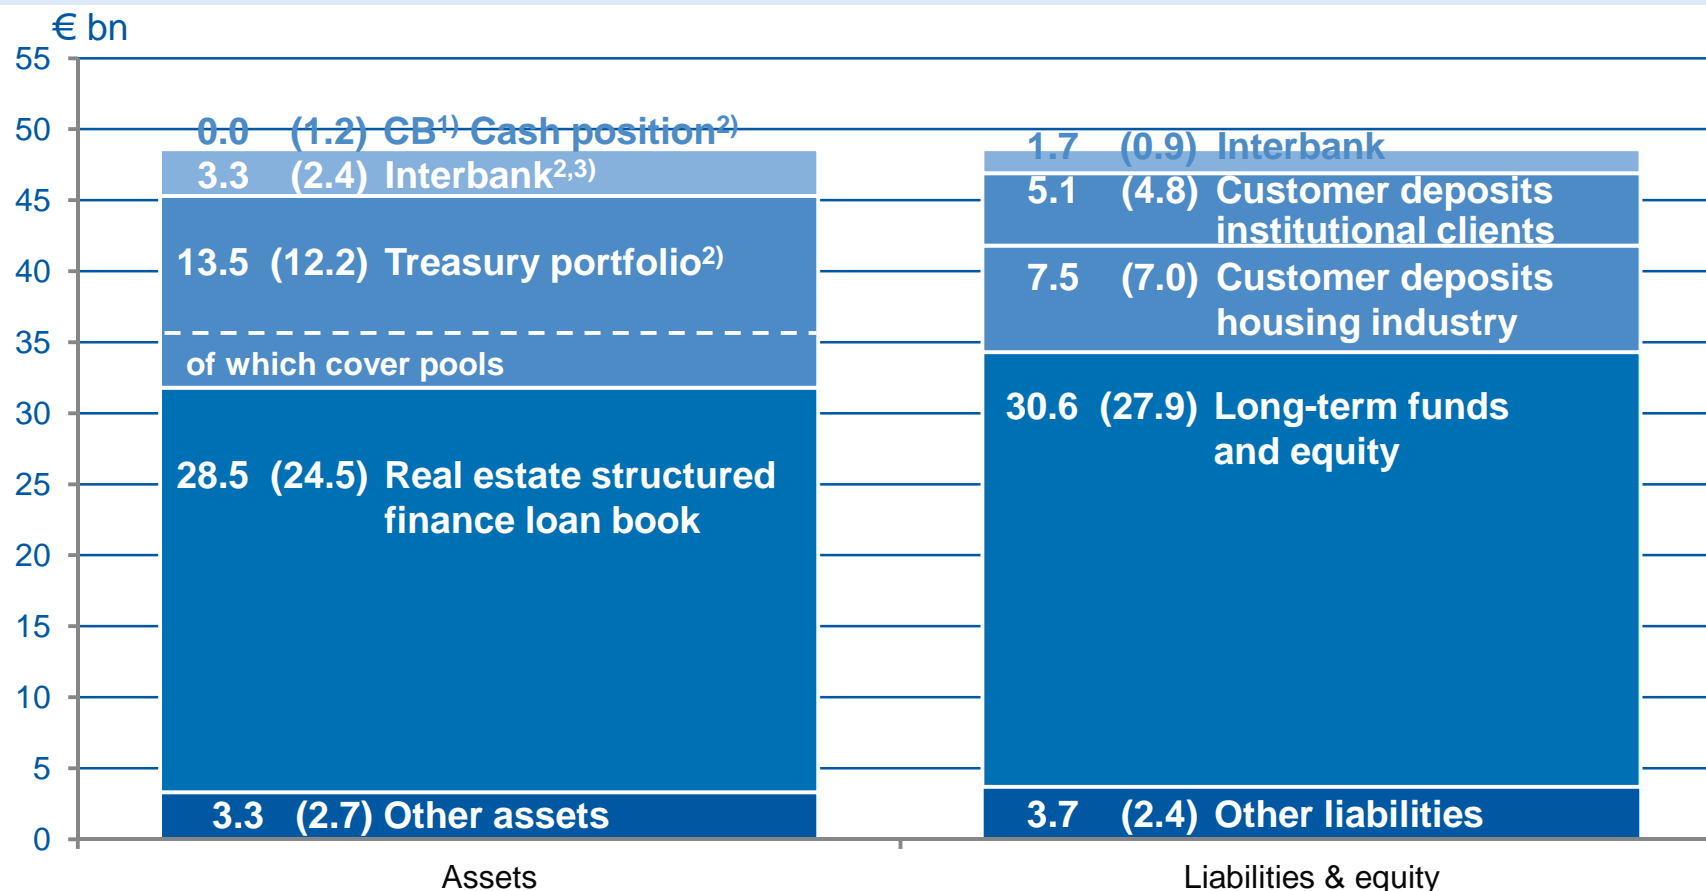 € bn
55
50
45
40
35
30
25
20
15
10
5
0
0.0 (1.2) CB1) Cash position2)
3.3 (2.4) Interbank2,3)
13.5 (12.2) Treasury portfolio2)
of which cover pools
28.5 (24.5) Real estate structured
finance loan book
3.3 (2.7) Other assets
1.7 (0.9) Interbank
5.1 (4.8) Customer deposits
institutional clients
7.5 (7.0) Customer deposits
housing industry
30.6 (27.9) Long-term funds
and equity
3.7 (2.4) Other liabilities
Assets
Liabilities & equity